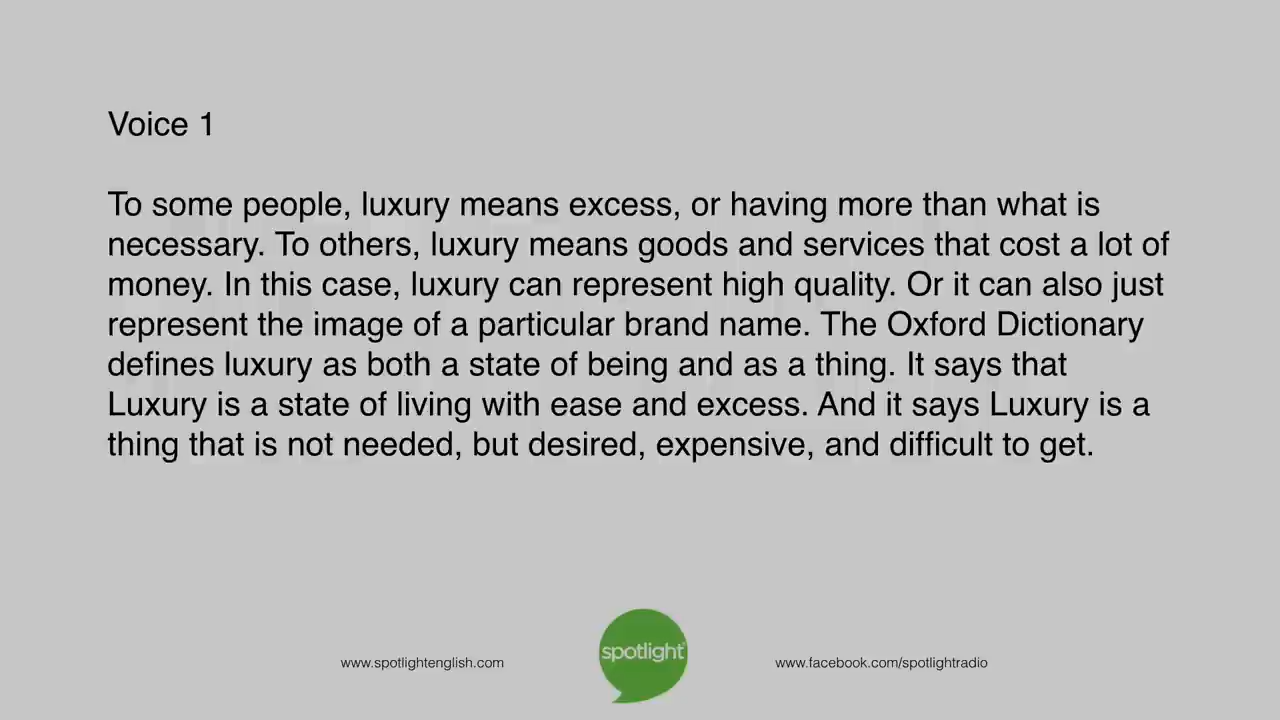 Voice 1
To some people, luxury means excess, or having more than what is
necessary. To others, luxury means goods and services that cost a lot of
money. In this case, luxury can represent high quality. Or it can also just
represent the image of a particular brand name. The Oxford Dictionary
defines luxury as both a state of being and as a thing. It says that
Luxury is a state of living with ease and excess. And it says Luxury is a
thing that is not needed, but desired, expensive, and difficult to get.
www.spotlightenglish.com
spotlight®
www.facebook.com/spotlightradio